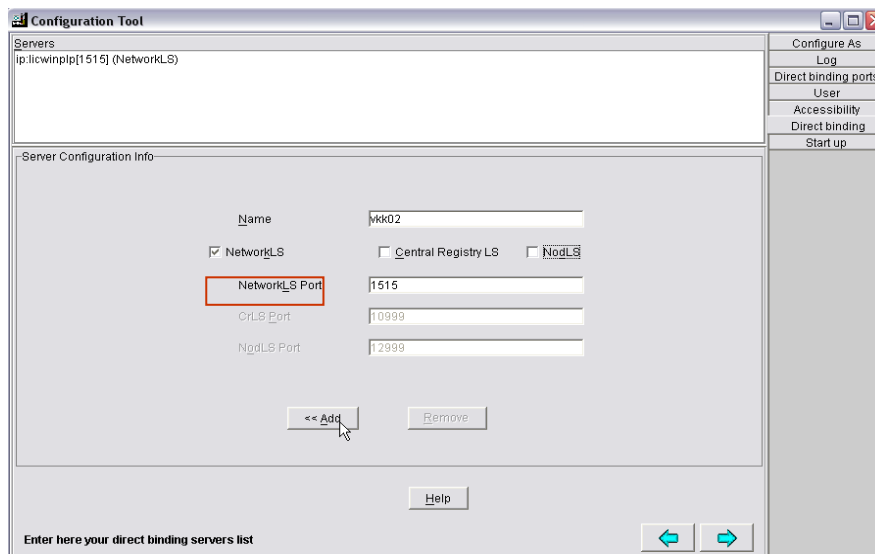 Configuration Tool
Servers
ip:licwinplp[1515] (NetworkLS)
Configure As
Log
Direct binding ports
User
Accessibility
Direct binding
Start up
Server Configuration Info
Name
vkk02
NetworkLS
Central Registry LS
NodLS
NetworkLS Port
1515
CrLS Port
10999
NodLS Port
12999
<< Add
Remove
Help
Enter here your direct binding servers list